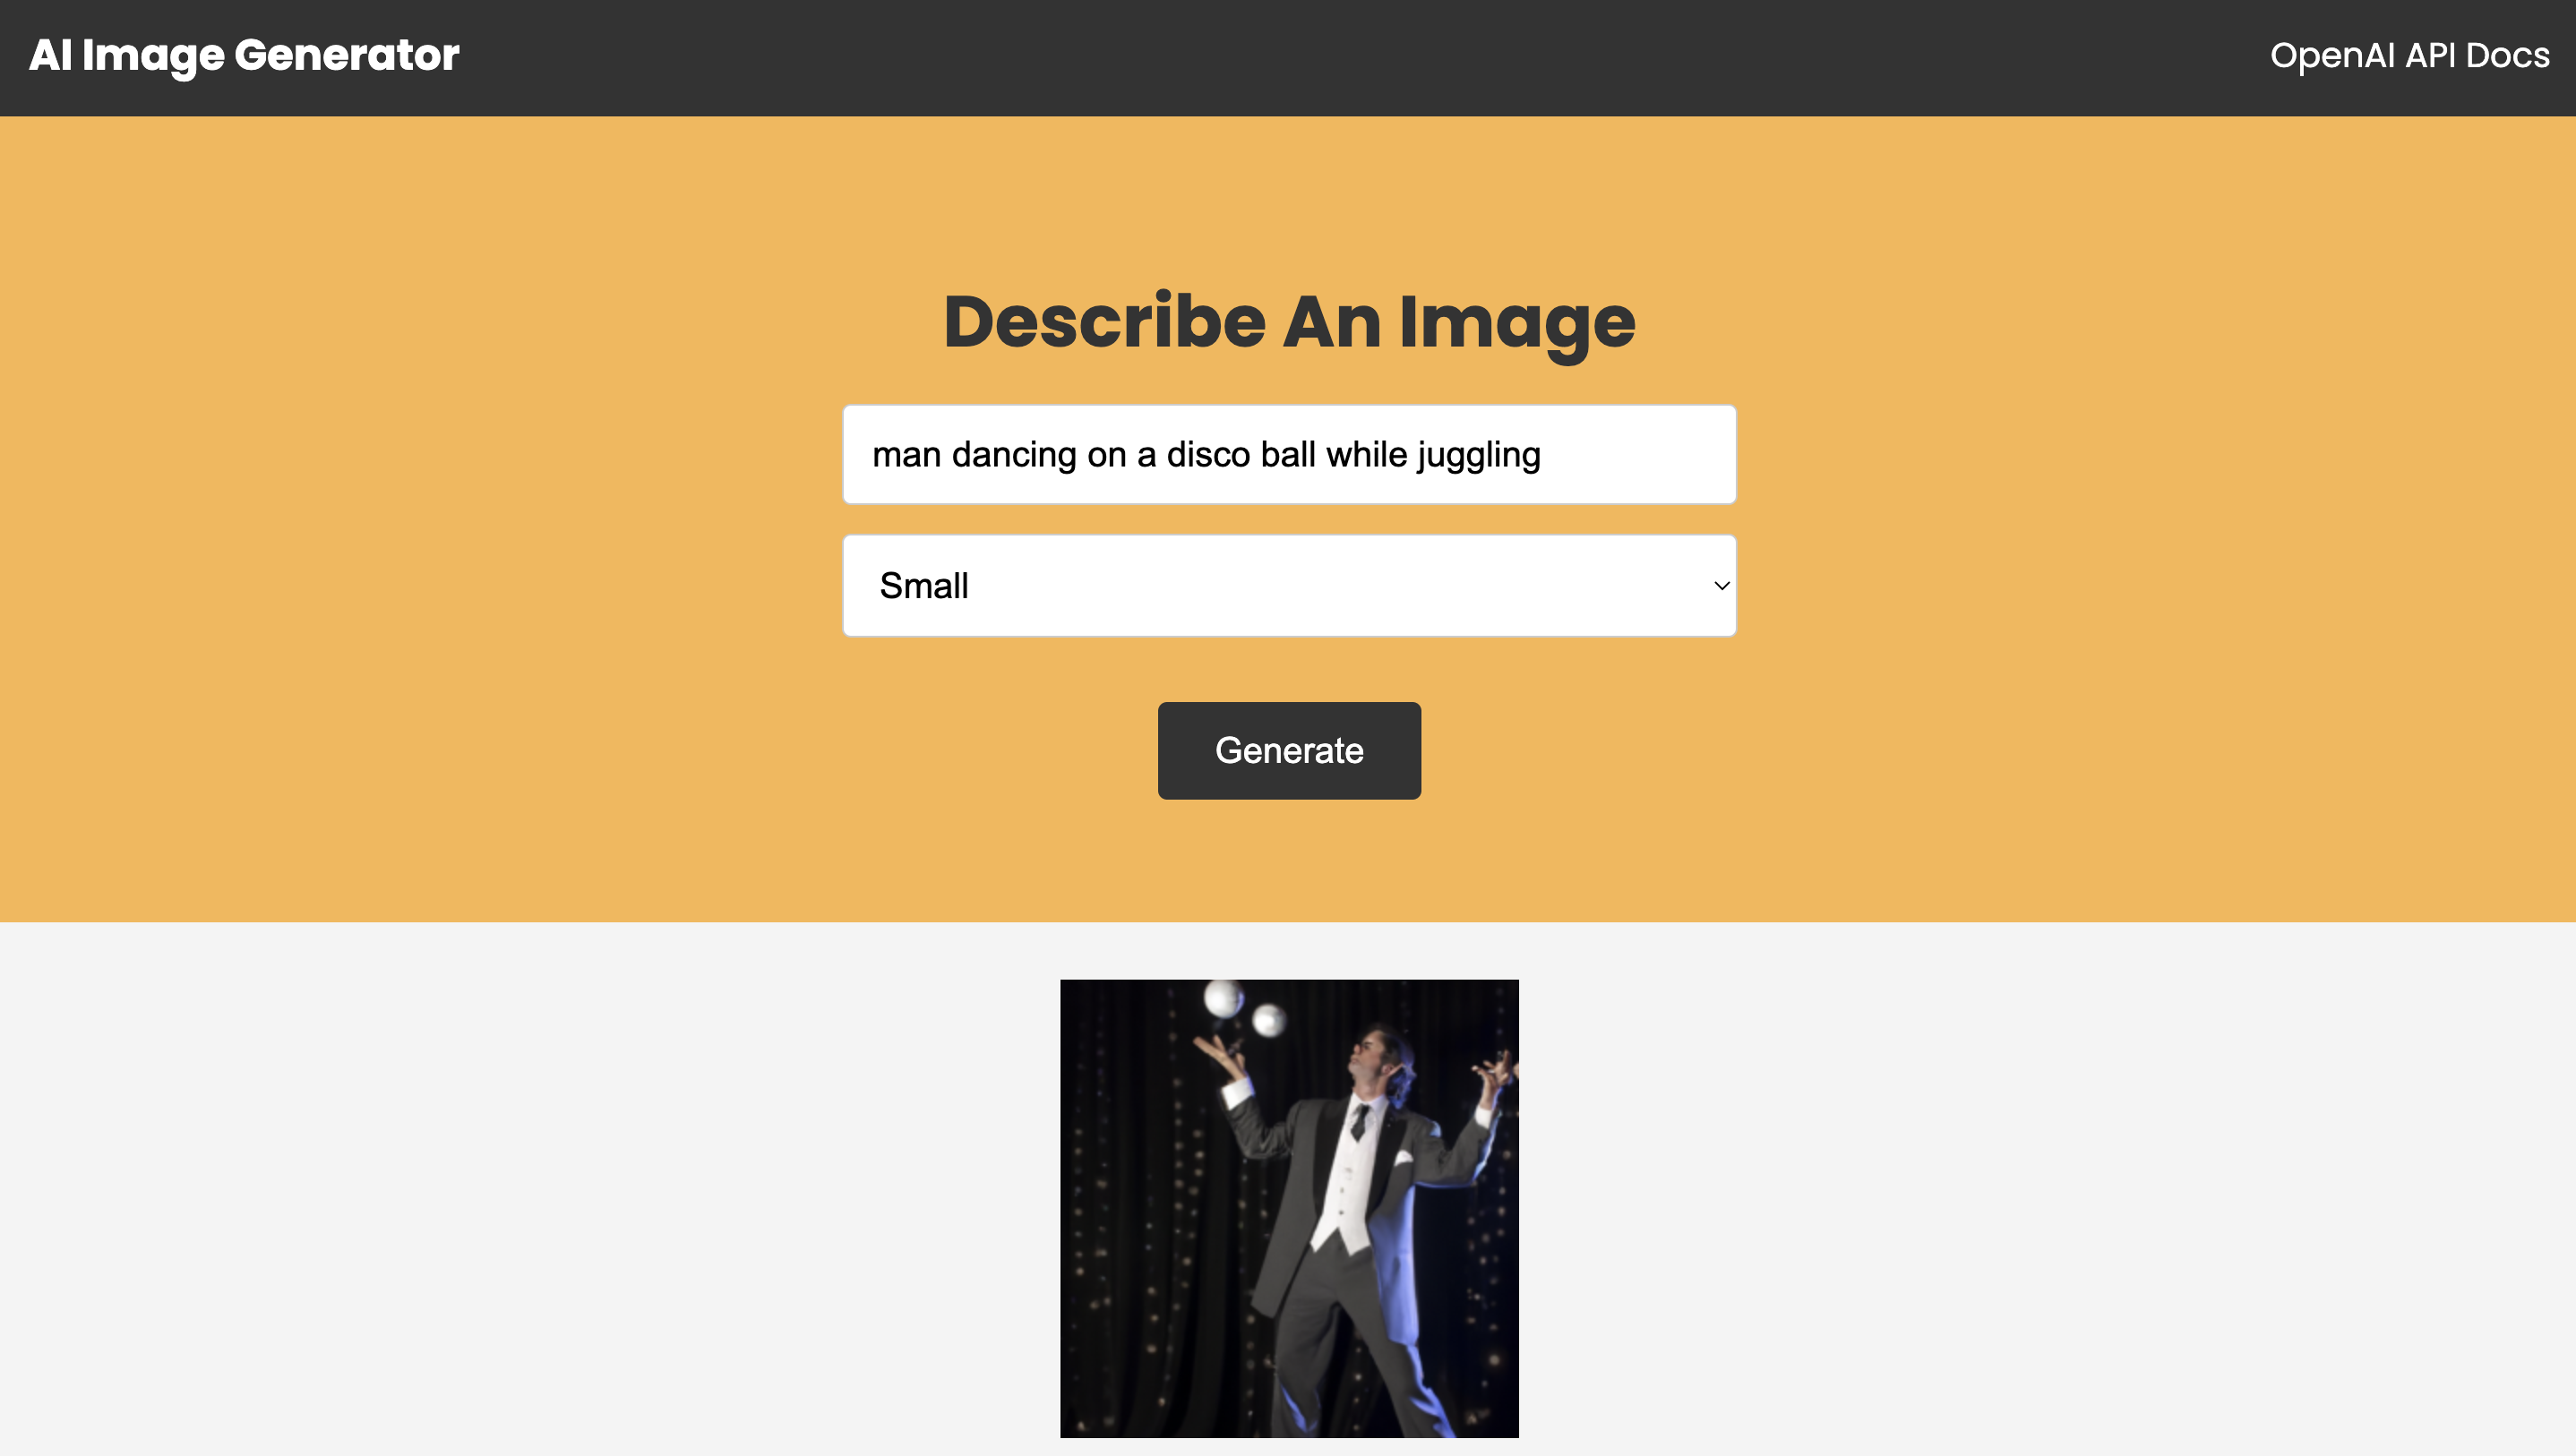 AI Image Generator
OpenAI API Docs
Describe An Image
man dancing on a disco ball while juggling
Small
Generate